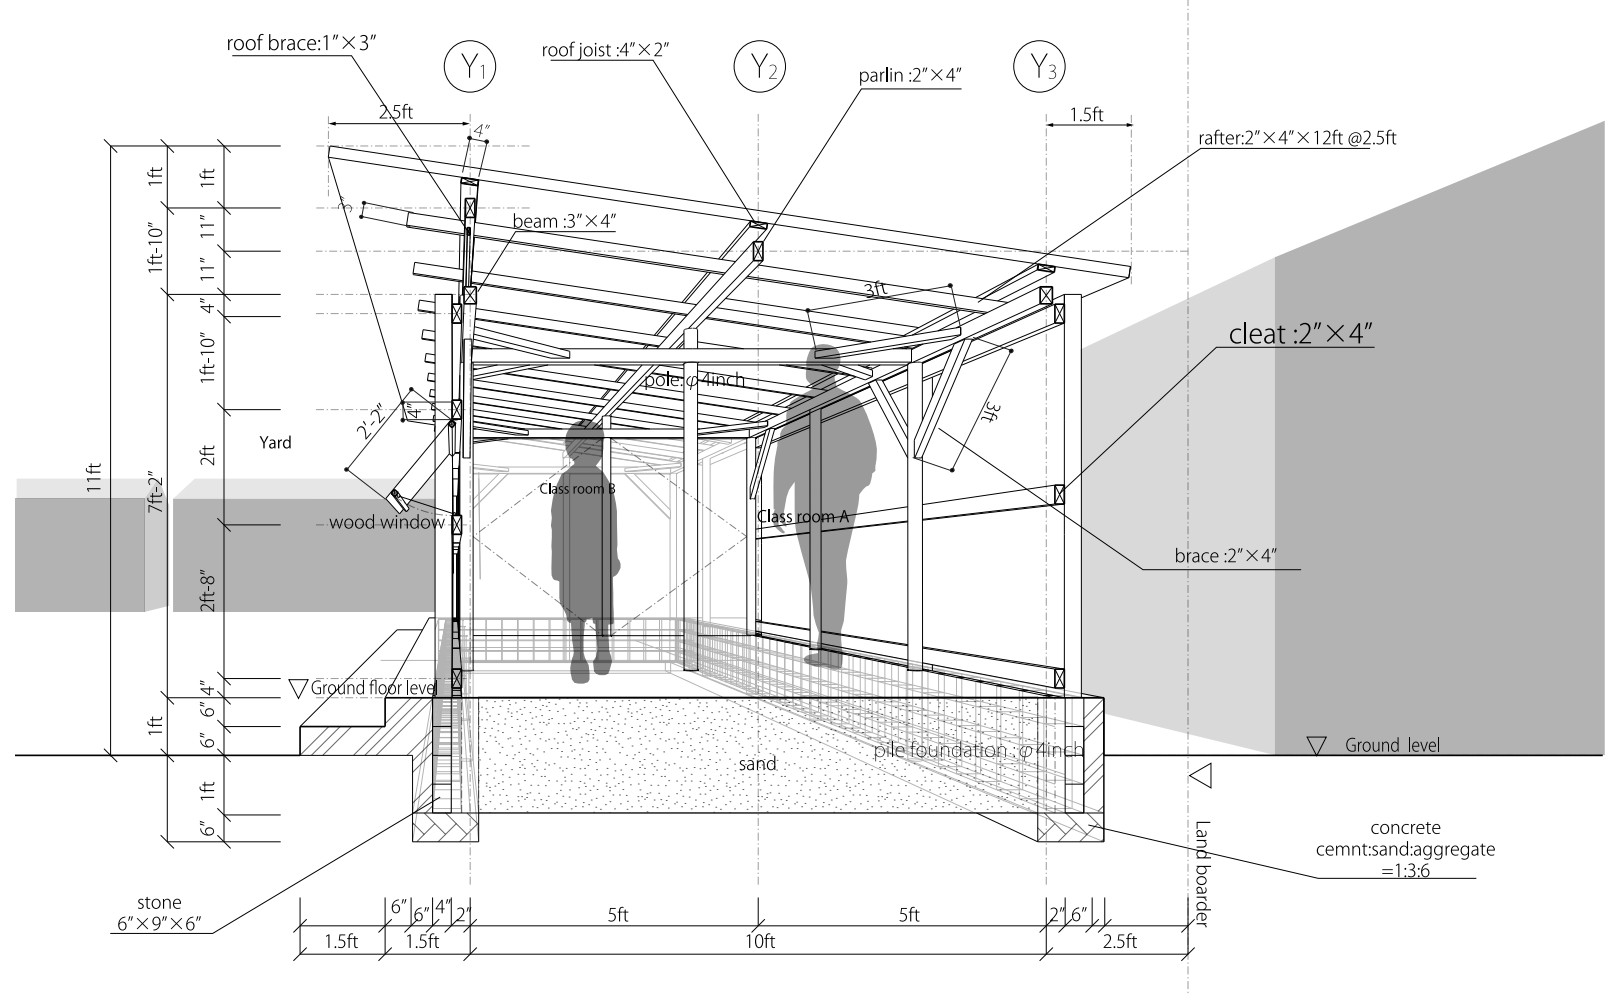 roof brace:1”×3”
Y1
roof joist :4”×2”
Y2
parlin :2”×4”
Y3
2.5ft
4”
1.5ft
rafter:2”×4”×12ft @2.5ft
1ft
1ft
3”
beam :3”×4”
1ft-10”
11”
11”
3ft
4”
cleat :2”×4”
1ft-10”
pole:φ4inch
2’-2”
4”
3ft
Yard
2ft
11ft
7ft-2”
Class room B
Class room A
wood window
brace :2”×4”
2ft-8”
4”
Ground floor level
6”
1ft
6”
pile foundation : φ4inch
Ground level
sand
1ft
6”
Land boarder
concrete
cemnt:sand:aggregate
=1:3:6
stone
6”×9”×6”
6”
6”
4”
2”
5ft
5ft
2”
6”
1.5ft
1.5ft
10ft
2.5ft